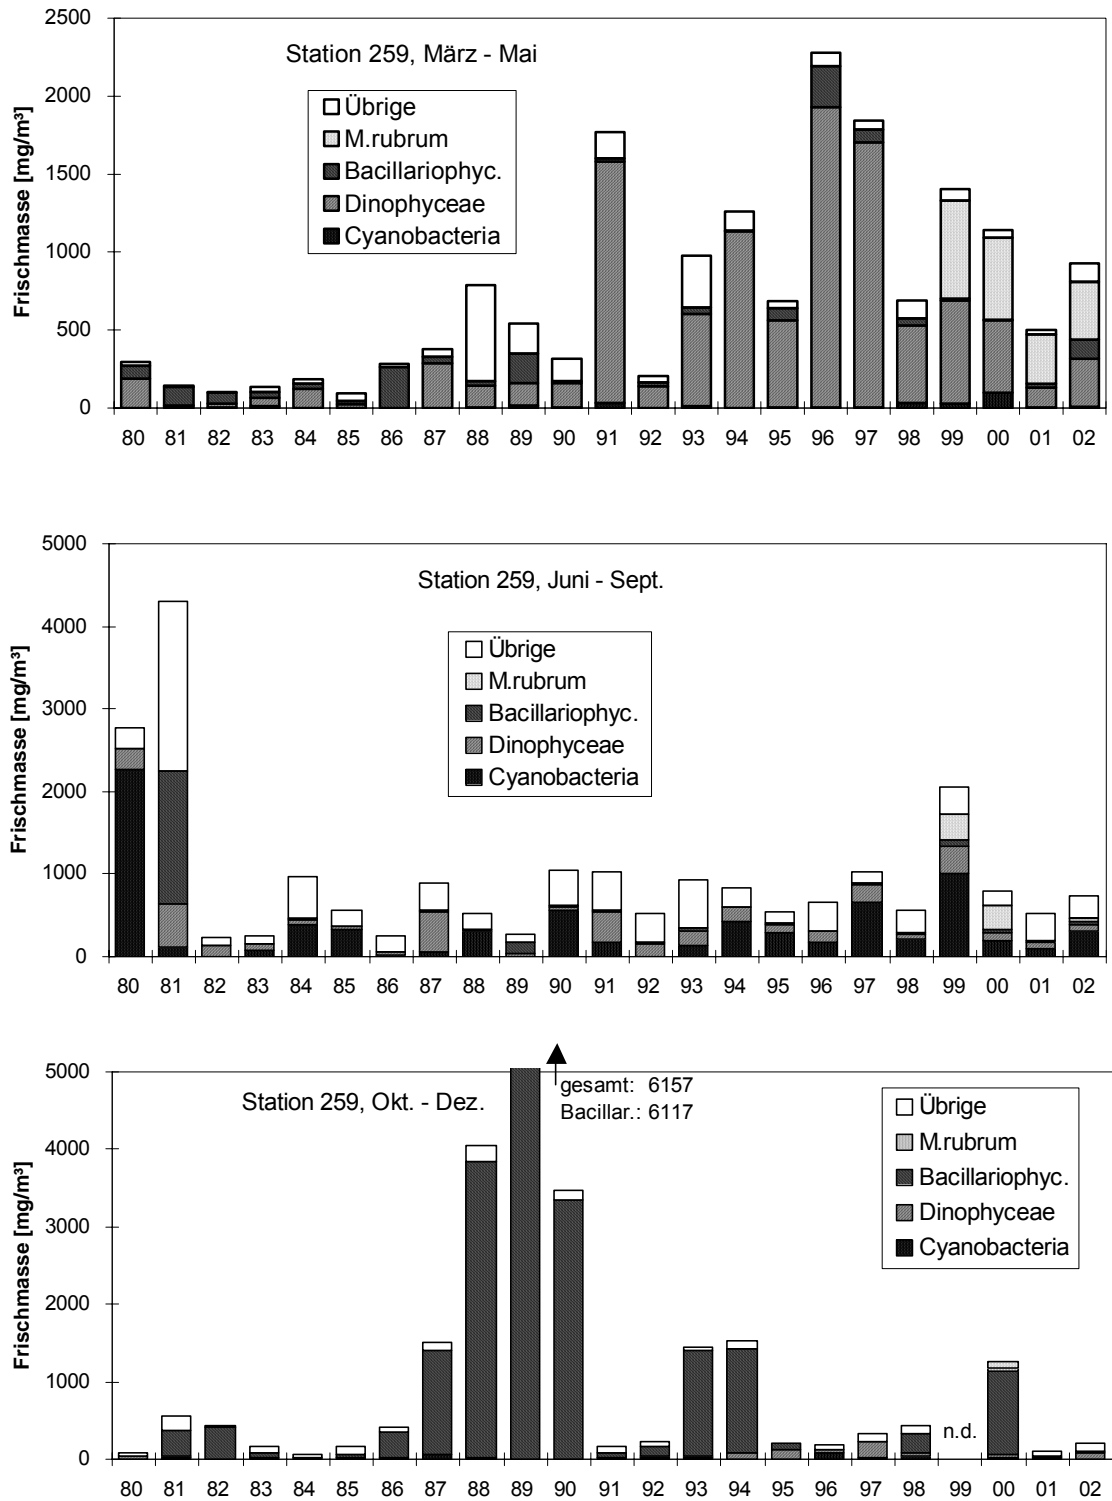 2500
2000
1500
1000
500
0
Frischmasse [mg/m³]
Station 259, März - Mai
Übrige
M.rubrum
Bacillariophyc.
Dinophyceae
Cyanobacteria
80 81 82 83 84 85 86 87 88 89 90 91 92 93 94 95 96 97 98 99 00 01 02
5000
4000
3000
2000
1000
0
Frischmasse [mg/m³]
Station 259, Juni - Sept.
Übrige
M.rubrum
Bacillariophyc.
Dinophyceae
Cyanobacteria
80 81 82 83 84 85 86 87 88 89 90 91 92 93 94 95 96 97 98 99 00 01 02
5000
4000
3000
2000
1000
0
Frischmasse [mg/m³]
Station 259, Okt. - Dez.
gesamt: 6157
Bacillar.: 6117
Übrige
M.rubrum
Bacillariophyc.
Dinophyceae
Cyanobacteria
n.d.
80 81 82 83 84 85 86 87 88 89 90 91 92 93 94 95 96 97 98 99 00 01 02